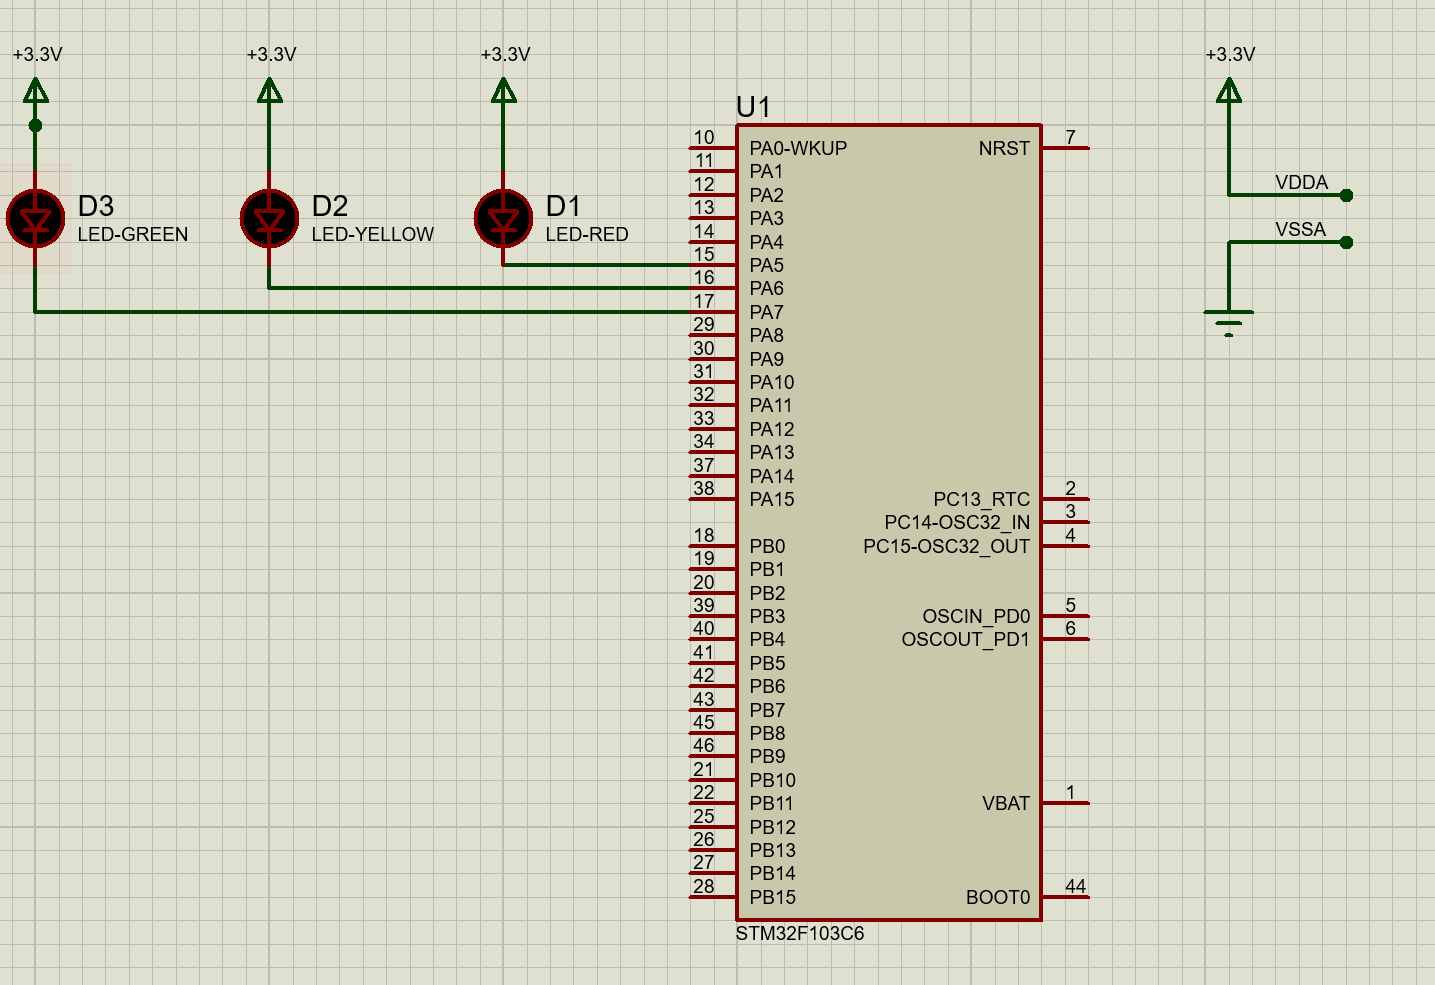 +3.3V
+3.3V
+3.3V
+3.3V
D3
LED-GREEN
D2
LED-YELLOW
D1
LED-RED
U1
10 PA0-WKUP
11 PA1
12 PA2
13 PA3
14 PA4
15 PA5
16 PA6
17 PA7
29 PA8
30 PA9
31 PA10
32 PA11
33 PA12
34 PA13
37 PA14
38 PA15
18 PB0
19 PB1
20 PB2
39 PB3
40 PB4
41 PB5
42 PB6
43 PB7
45 PB8
46 PB9
21 PB10
22 PB11
25 PB12
26 PB13
27 PB14
28 PB15
NRST 7
PC13_RTC 2
PC14-OSC32_IN 3
PC15-OSC32_OUT 4
OSCIN_PD0 5
OSCOUT_PD1 6
VBAT 1
BOOT0 44
STM32F103C6
VDDA
VSSA